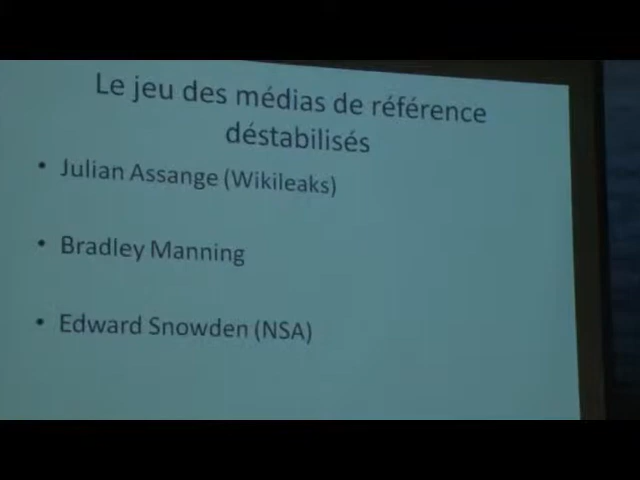 Le jeu des médias de référence
déstabilisés
• Julian Assange (Wikileaks)
• Bradley Manning
• Edward Snowden (NSA)